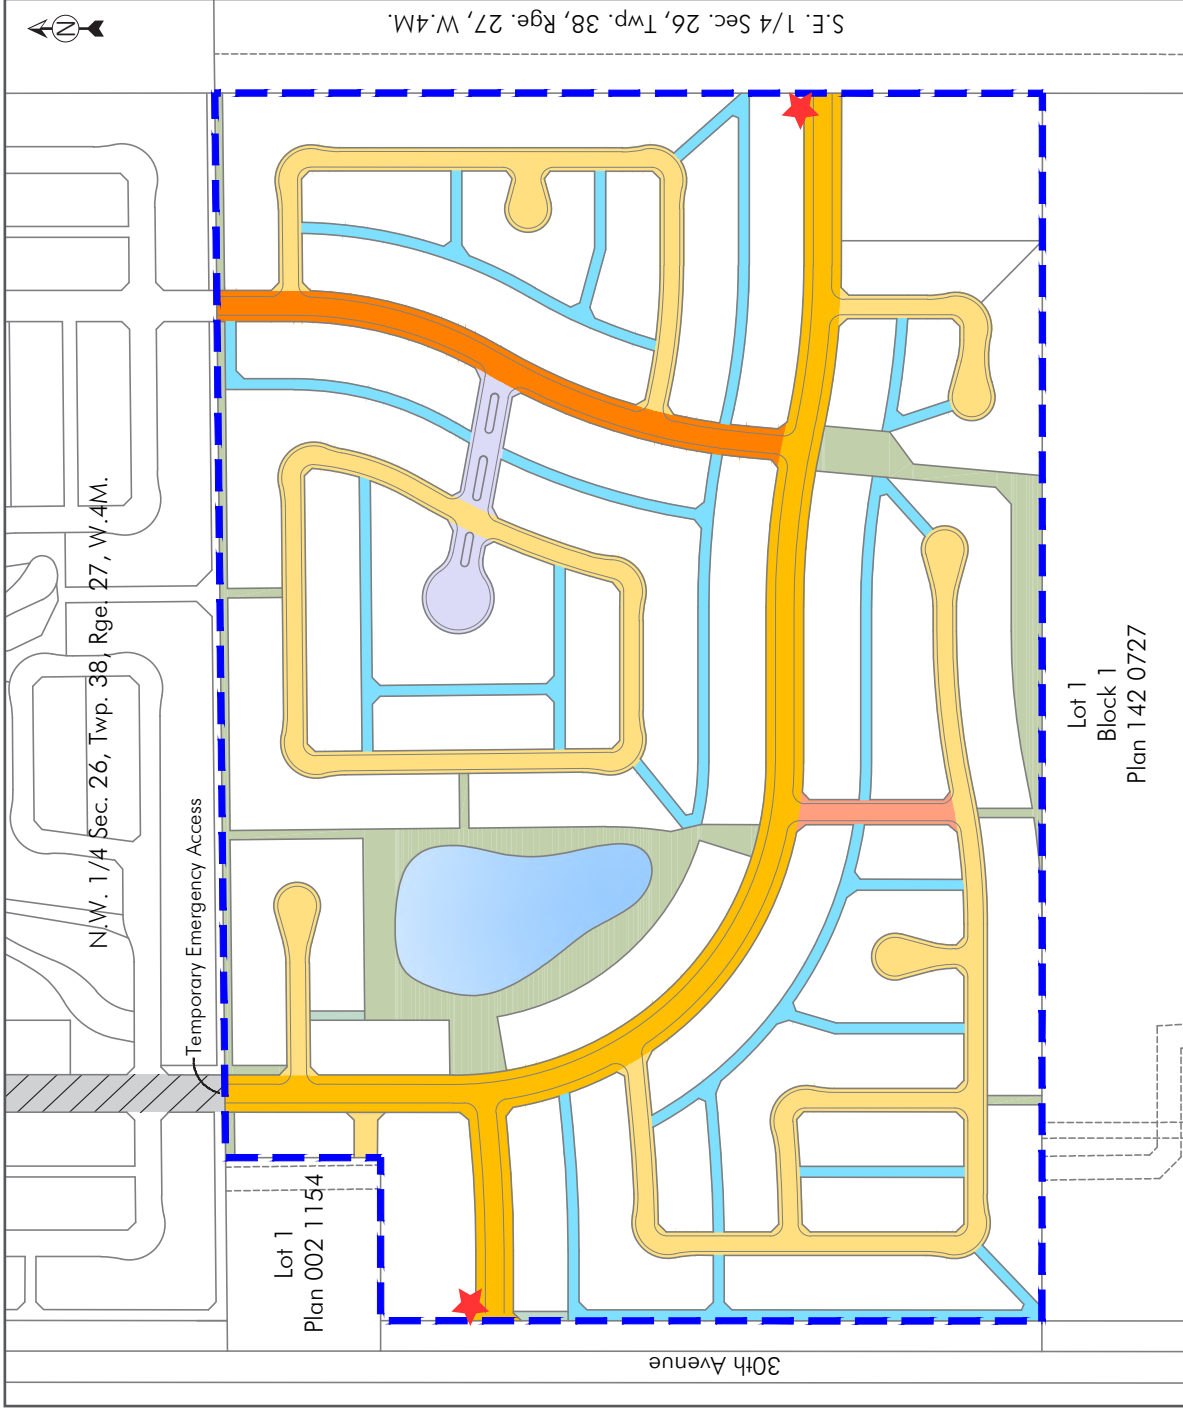 N
S.E. 1/4 Sec. 26, Twp. 38, Rge. 27, W.4M.
N.W. 1/4 Sec. 26, Twp. 38, Rge. 27, W.4M.
Temporary Emergency Access
Lot 1
Block 1
Plan 142 0727
Lot 1
Plan 002 1154
30th Avenue